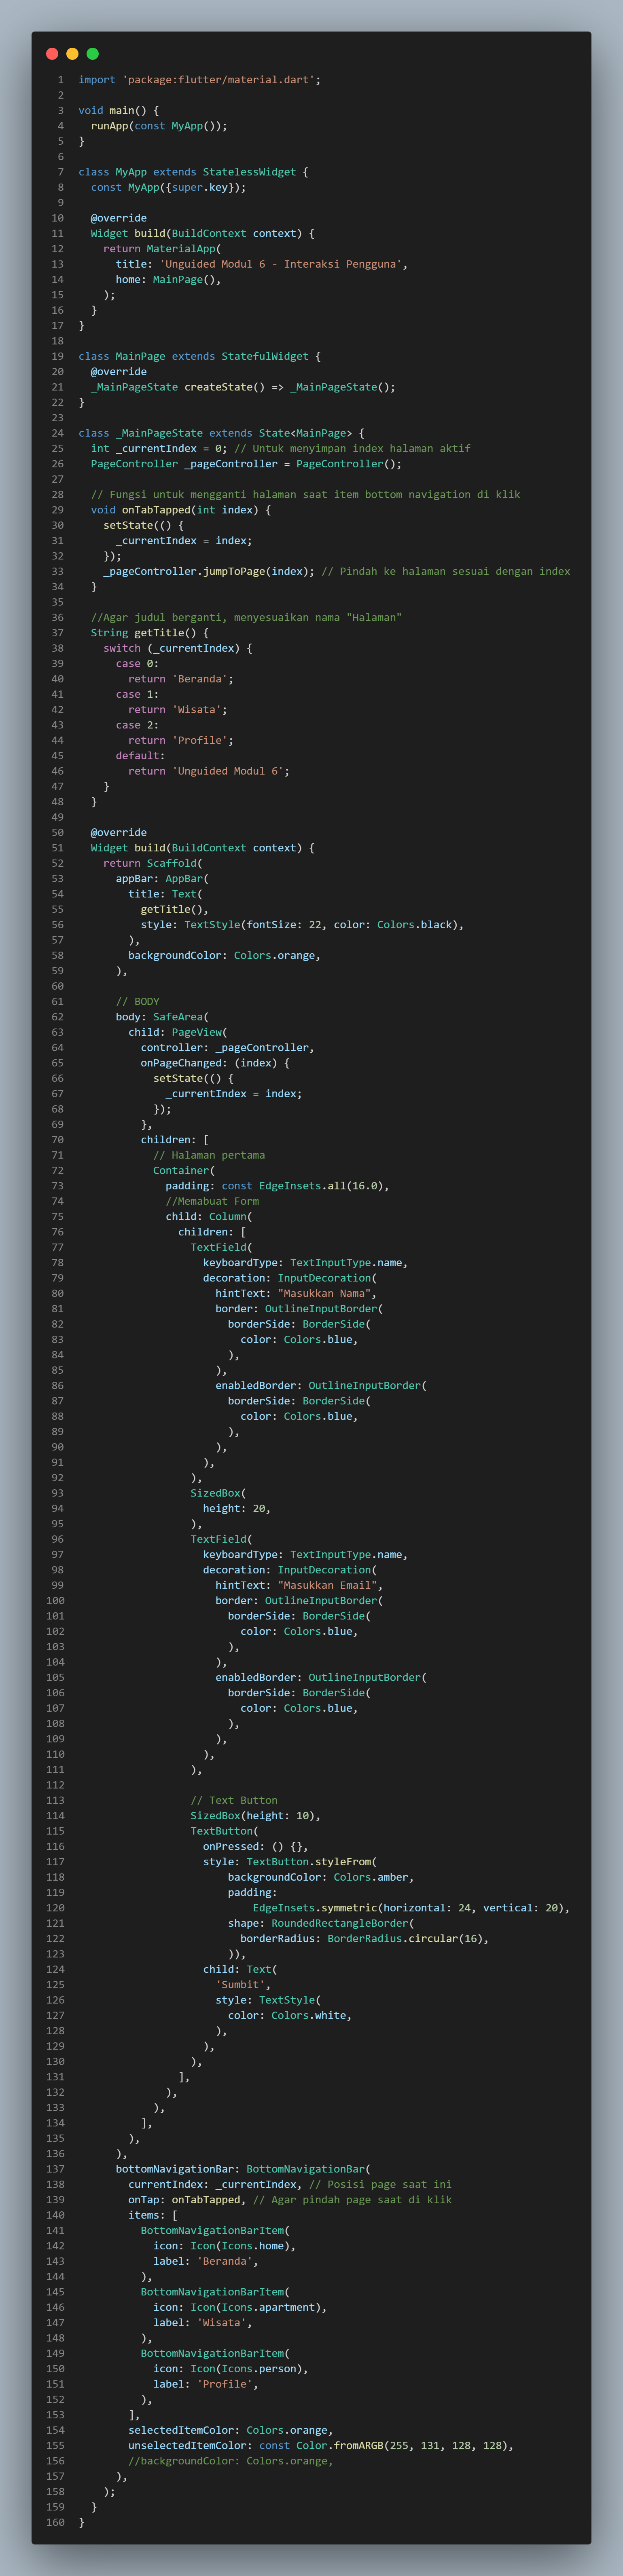 1 import 'package:flutter/material.dart';
2
3 void main() {
4   runApp(const MyApp());
5 }
6
7 class MyApp extends StatelessWidget {
8   const MyApp({super.key});
9
10   @override
11   Widget build(BuildContext context) {
12     return MaterialApp(
13       title: 'Unguided Modul 6 - Interaksi Pengguna',
14       home: MainPage(),
15     );
16   }
17 }
18
19 class MainPage extends StatefulWidget {
20   @override
21   _MainPageState createState() => _MainPageState();
22 }
23
24 class _MainPageState extends State<MainPage> {
25   int _currentIndex = 0; // Untuk menyimpan index halaman aktif
26   PageController _pageController = PageController();
27
28   // Fungsi untuk mengganti halaman saat item bottom navigation di klik
29   void onTabTapped(int index) {
30     setState(() {
31       _currentIndex = index;
32     });
33     _pageController.jumpToPage(index); // Pindah ke halaman sesuai dengan index
34   }
35
36   //Agar judul berganti, menyesuaikan nama "Halaman"
37   String getTitle() {
38     switch (_currentIndex) {
39       case 0:
40         return 'Beranda';
41       case 1:
42         return 'Wisata';
43       case 2:
44         return 'Profile';
45       default:
46         return 'Unguided Modul 6';
47     }
48   }
49
50   @override
51   Widget build(BuildContext context) {
52     return Scaffold(
53       appBar: AppBar(
54         title: Text(
55           getTitle(),
56           style: TextStyle(fontSize: 22, color: Colors.black),
57         ),
58         backgroundColor: Colors.orange,
59       ),
60
61       // BODY
62       body: SafeArea(
63         child: PageView(
64           controller: _pageController,
65           onPageChanged: (index) {
66             setState(() {
67               _currentIndex = index;
68             });
69           },
70           children: [
71             // Halaman pertama
72             Container(
73               padding: const EdgeInsets.all(16.0),
74               //Memabuat Form
75               child: Column(
76                 children: [
77                   TextField(
78                     keyboardType: TextInputType.name,
79                     decoration: InputDecoration(
80                       hintText: "Masukkan Nama",
81                       border: OutlineInputBorder(
82                         borderSide: BorderSide(
83                           color: Colors.blue,
84                         ),
85                       ),
86                       enabledBorder: OutlineInputBorder(
87                         borderSide: BorderSide(
88                           color: Colors.blue,
89                         ),
90                       ),
91                     ),
92                   ),
93                   SizedBox(
94                     height: 20,
95                   ),
96                   TextField(
97                     keyboardType: TextInputType.name,
98                     decoration: InputDecoration(
99                       hintText: "Masukkan Email",
100                       border: OutlineInputBorder(
101                         borderSide: BorderSide(
102                           color: Colors.blue,
103                         ),
104                       ),
105                       enabledBorder: OutlineInputBorder(
106                         borderSide: BorderSide(
107                           color: Colors.blue,
108                         ),
109                       ),
110                     ),
111                   ),
112
113                   // Text Button
114                   SizedBox(height: 10),
115                   TextButton(
116                     onPressed: () {},
117                     style: TextButton.styleFrom(
118                         backgroundColor: Colors.amber,
119                         padding:
120                             EdgeInsets.symmetric(horizontal: 24, vertical: 20),
121                         shape: RoundedRectangleBorder(
122                           borderRadius: BorderRadius.circular(16),
123                         )),
124                     child: Text(
125                       'Sumbit',
126                       style: TextStyle(
127                         color: Colors.white,
128                       ),
129                     ),
130                   ),
131                 ],
132               ),
133             ),
134           ],
135         ),
136       ),
137       bottomNavigationBar: BottomNavigationBar(
138         currentIndex: _currentIndex, // Posisi page saat ini
139         onTap: onTabTapped, // Agar pindah page saat di klik
140         items: [
141           BottomNavigationBarItem(
142             icon: Icon(Icons.home),
143             label: 'Beranda',
144           ),
145           BottomNavigationBarItem(
146             icon: Icon(Icons.apartment),
147             label: 'Wisata',
148           ),
149           BottomNavigationBarItem(
150             icon: Icon(Icons.person),
151             label: 'Profile',
152           ),
153         ],
154         selectedItemColor: Colors.orange,
155         unselectedItemColor: const Color.fromARGB(255, 131, 128, 128),
156         //backgroundColor: Colors.orange,
157       ),
158     );
159   }
160 }